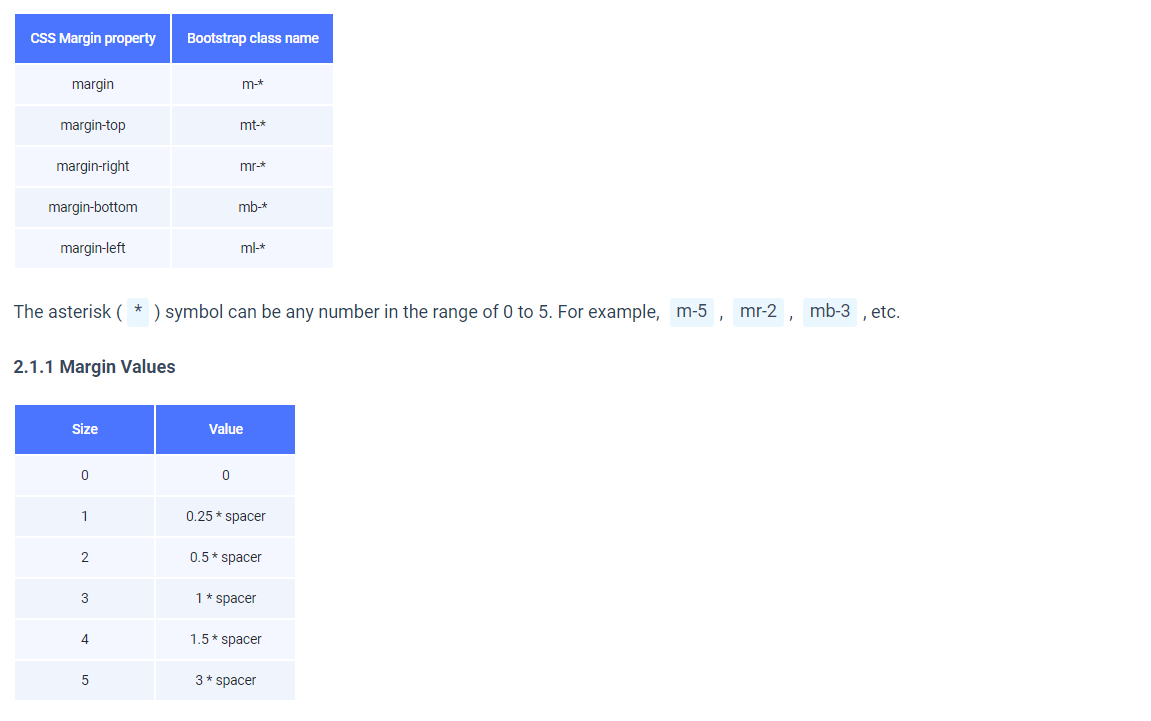 CSS Margin property Bootstrap class name
margin m-*
margin-top mt-*
margin-right mr-*
margin-bottom mb-*
margin-left ml-*
The asterisk ( * ) symbol can be any number in the range of 0 to 5. For example, m-5 , mr-2 , mb-3 , etc.
2.1.1 Margin Values
Size Value
0 0
1 0.25 * spacer
2 0.5 * spacer
3 1 * spacer
4 1.5 * spacer
5 3 * spacer